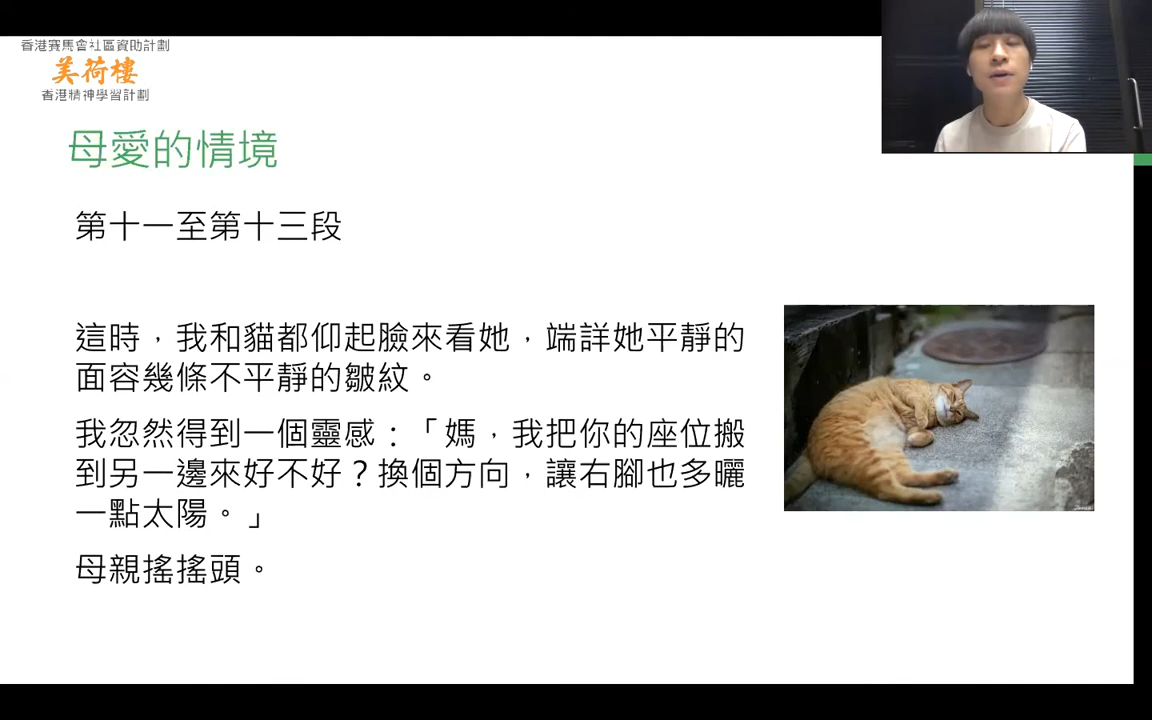 香港賽馬會社區資助計劃
美荷樓
香港精神學習計劃
母愛的情境
第十一至第十三段
這時，我和貓都仰起臉來看她，端詳她平靜的
面容幾條不平靜的皺紋。
我忽然得到一個靈感：「媽，我把你的座位搬
到另一邊來好不好？換個方向，讓右腳也多曬
一點太陽。」
母親搖搖頭。